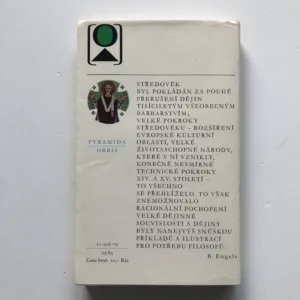 STŘEDOVĚK
BYL POKLÁDÁN ZA POUHÉ
PŘERUŠENÍ DĚJIN
TISÍCILETÝM VŠEOBECNÝM
BARBARSTVÍM;
VELKÉ POKROKY
STŘEDOVĚKU – ROZŠÍŘENÍ
EVROPSKÉ KULTURNÍ
OBLASTI, VELKÉ
ŽIVOTASCHOPNÉ NÁRODY,
KTERÉ V NÍ VZNIKLY,
KONEČNĚ NESMÍRNÉ
TECHNICKÉ POKROKY
XIV. A XV. STOLETÍ –
TO VŠECHNO
SE PŘEHLÍŽELO. TO VŠAK
ZNEMOŽŇOVALO
RACIONÁLNÍ POCHOPENÍ
VELKÉ DĚJINNÉ
SOUVISLOSTI A DĚJINY
BYLY NANEJVÝŠ SNŮŠKOU
PŘÍKLADŮ A ILUSTRACÍ
PRO POTŘEBU FILOSOFŮ.
B. Engels
PYRAMIDA
ORBIS